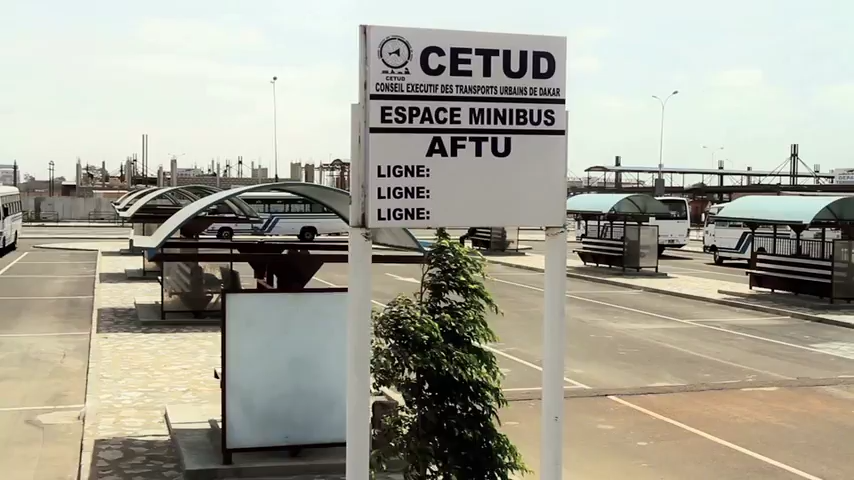 CETUD
CETUD
CONSEIL EXECUTIF DES TRANSPORTS URBAINS DE DAKAR
ESPACE MINIBUS
AFTU
LIGNE:
LIGNE:
LIGNE: